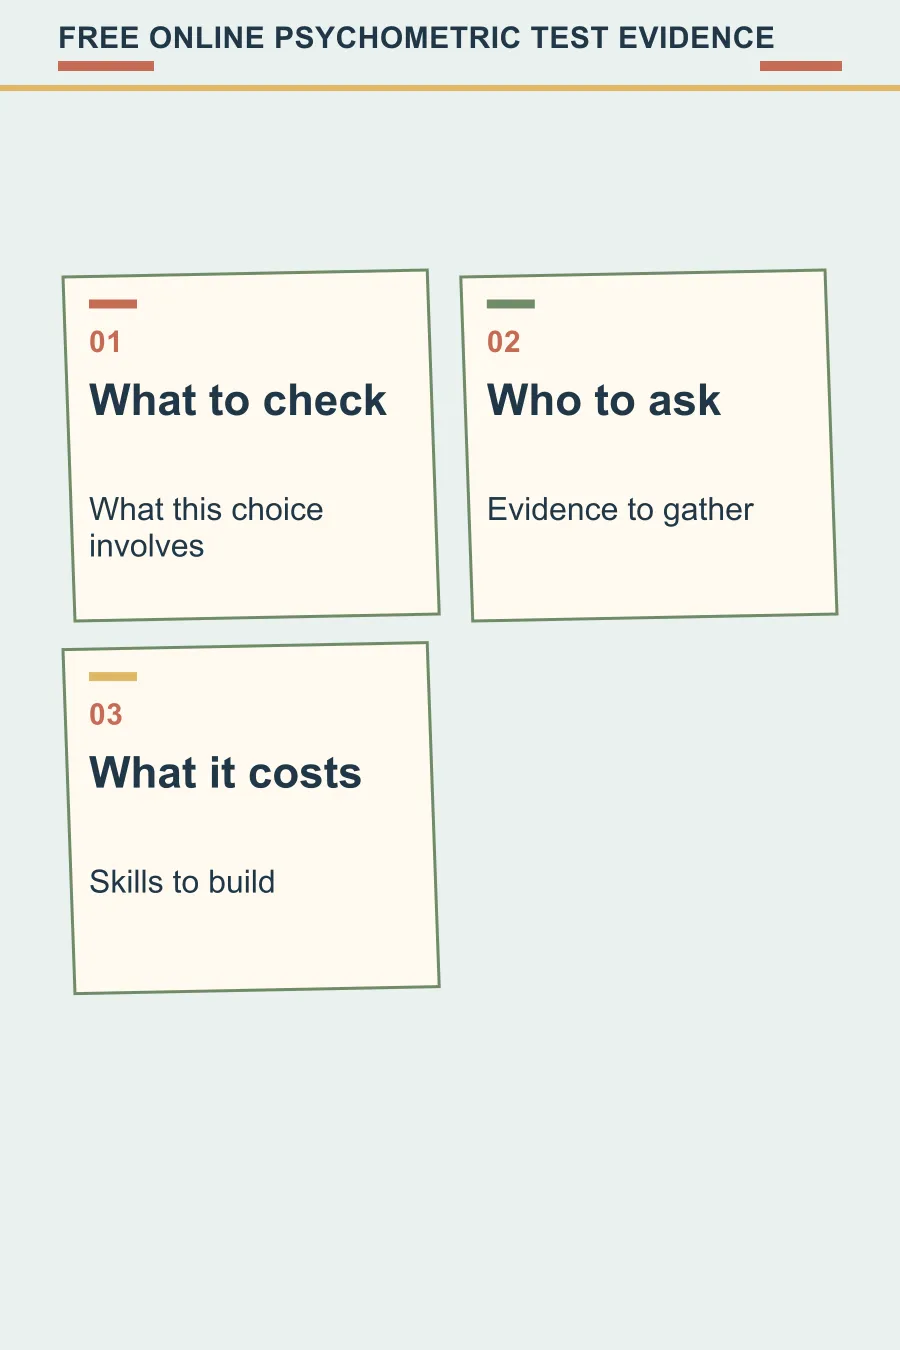 FREE ONLINE PSYCHOMETRIC TEST EVIDENCE
01
What to check
What this choice
involves
02
Who to ask
Evidence to gather
03
What it costs
Skills to build